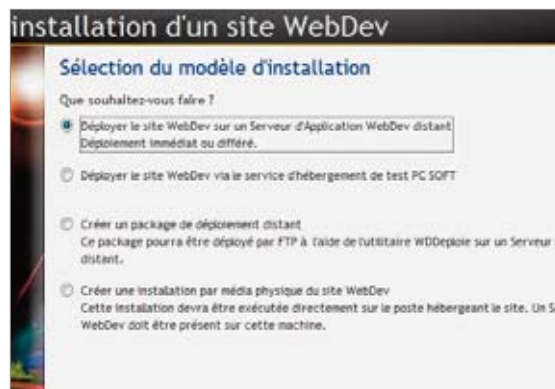 installation d'un site WebDev
Sélection du modèle d'installation
Que souhaitez-vous faire ?
Déployer le site WebDev sur un Serveur d'Application WebDev distant
Déploiement immédiat ou différé.
Déployer le site WebDev via le service d'hébergement de test PC SOFT
Créer un package de déploiement distant
Ce package pourra être déployé par FTP à l'aide de l'utilitaire WDDeploie sur un Serveur
distant.
Créer une installation par média physique du site WebDev
Cette installation devra être exécutée directement sur le poste hébergeant le site. Un S
WebDev doit être présent sur cette machine.